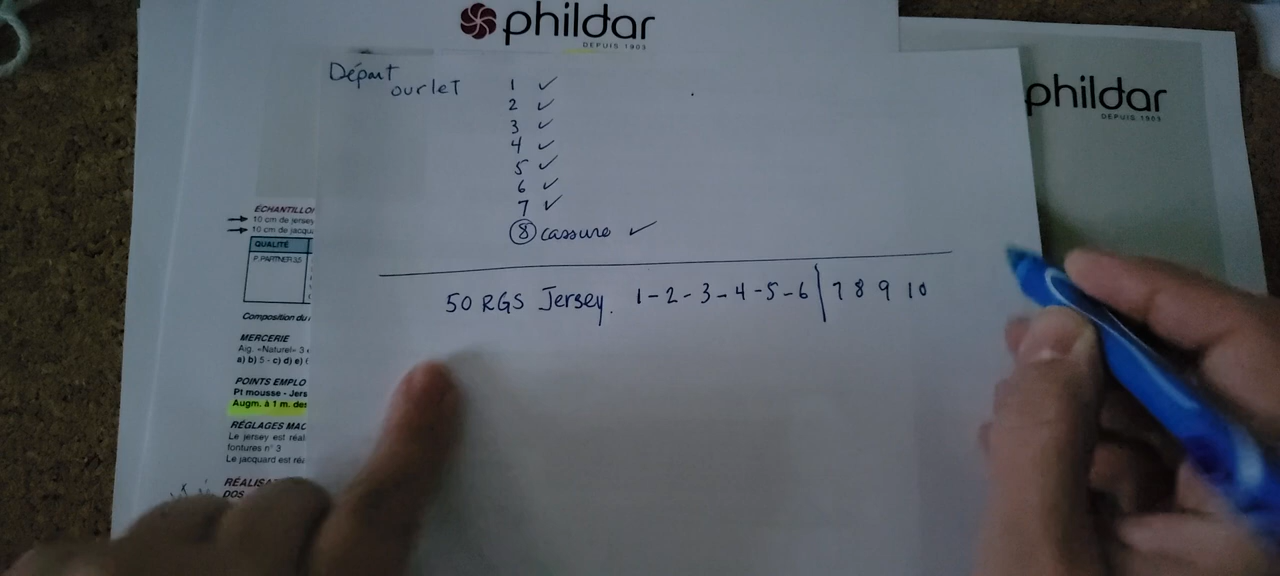 phildar
DEPUIS 1903
phildar
DEPUIS 1903
Départ
ourlet
1 ✓
2 ✓
3 ✓
4 ✓
5 ✓
6 ✓
7 ✓
8 cassure ✓
50 RGS Jersey. 1-2-3-4-5-6 | 7 8 9 10
ÉCHANTILLO
10 cm de jersey
10 cm de jacqu
QUALITÉ
P. PARTNER 3,5
Composition du
MERCERIE
Aig. «Naturel» 3
a) b) 5 - c) d) e)
POINTS EMPLO
Pt mousse - Jers
Augm. à 1 m. des
RÉGLAGES MAC
Le jersey est réal
fontures n° 3
Le jacquard est réa
RÉALISA
DOS